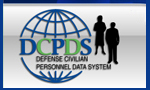 DCPDS
DEFENSE CIVILIAN
PERSONNEL DATA SYSTEM